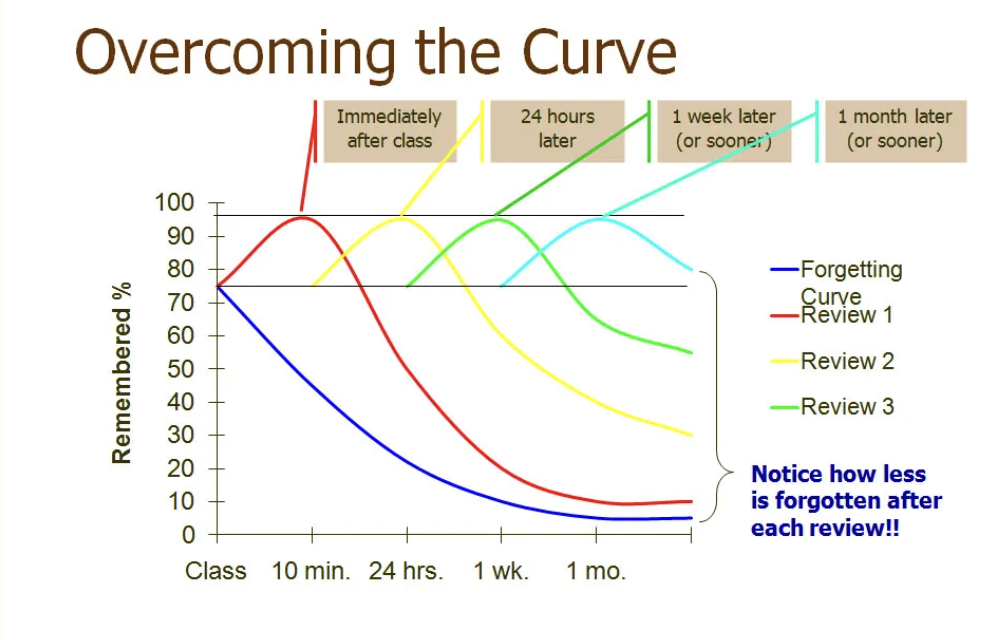 Overcoming the Curve
Immediately
after class
24 hours
later
1 week later
(or sooner)
1 month later
(or sooner)
Remembered %
100
90
80
70
60
50
40
30
20
10
0
Class
10 min.
24 hrs.
1 wk.
1 mo.
Forgetting
Curve
Review 1
Review 2
Review 3
Notice how less
is forgotten after
each review!!